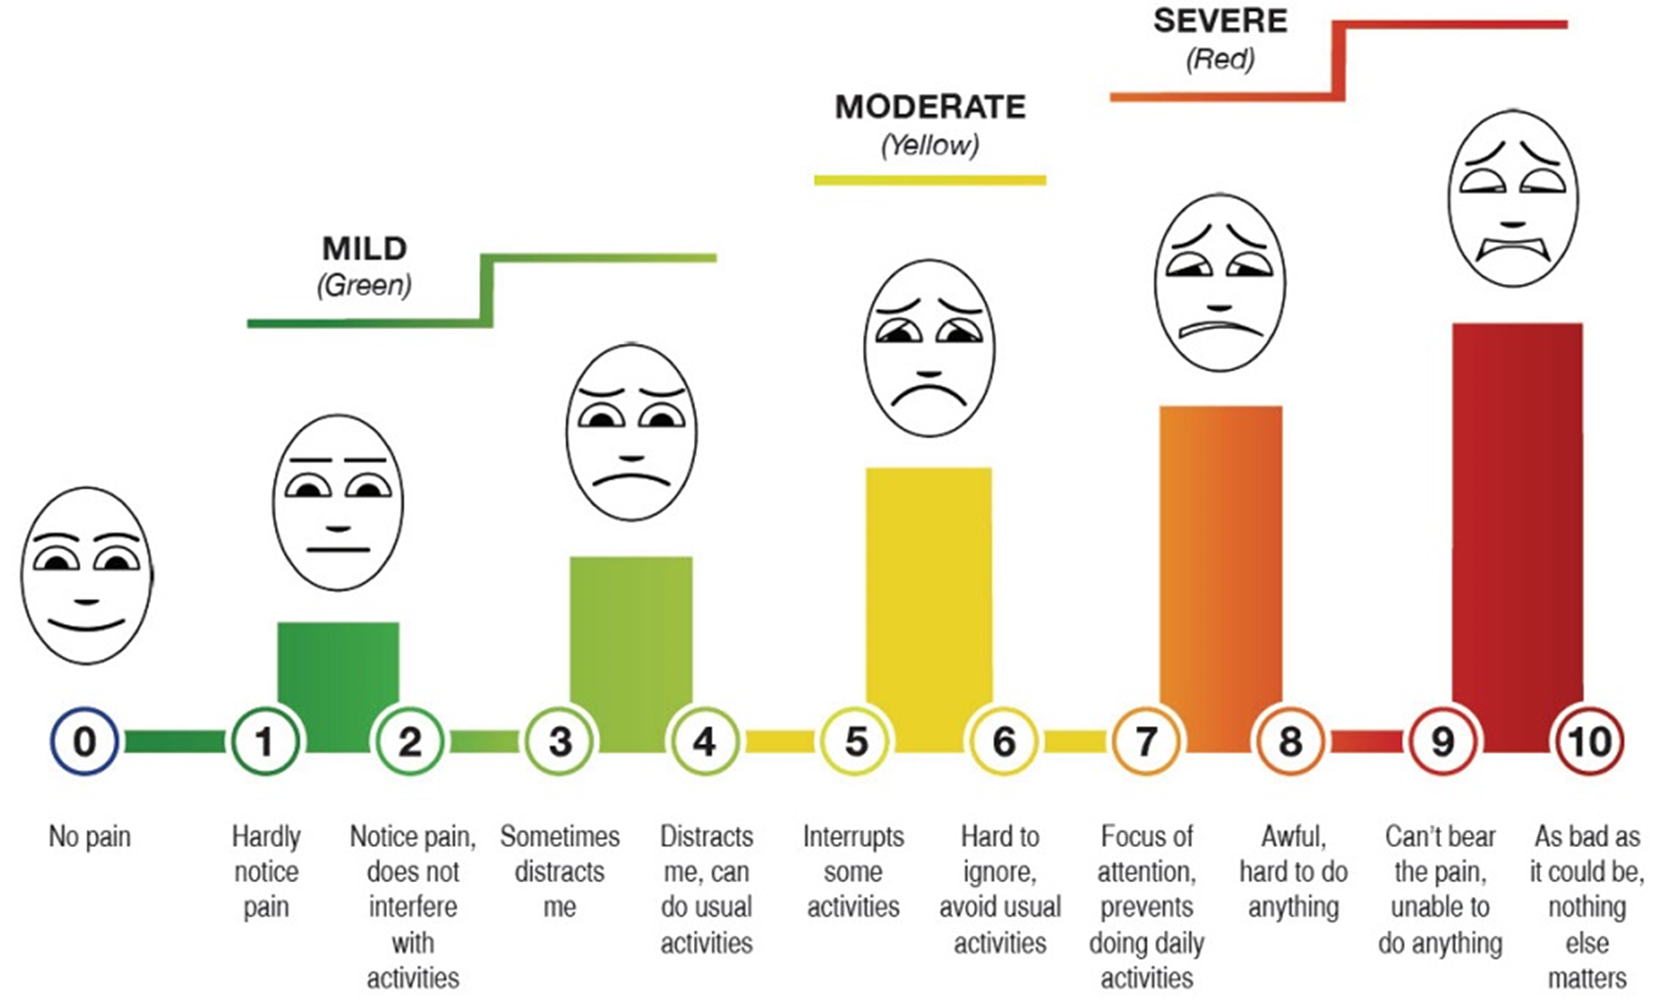 SEVERE
(Red)
MODERATE
(Yellow)
MILD
(Green)
0
1
2
3
4
5
6
7
8
9
10
No pain
Hardly
notice
pain
Notice pain,
does not
interfere
with
activities
Sometimes
distracts
me
Distracts
me, can
do usual
activities
Interrupts
some
activities
Hard to
ignore,
avoid usual
activities
Focus of
attention,
prevents
doing daily
activities
Awful,
hard to do
anything
Can't bear
the pain,
unable to
do anything
As bad as
it could be,
nothing
else
matters